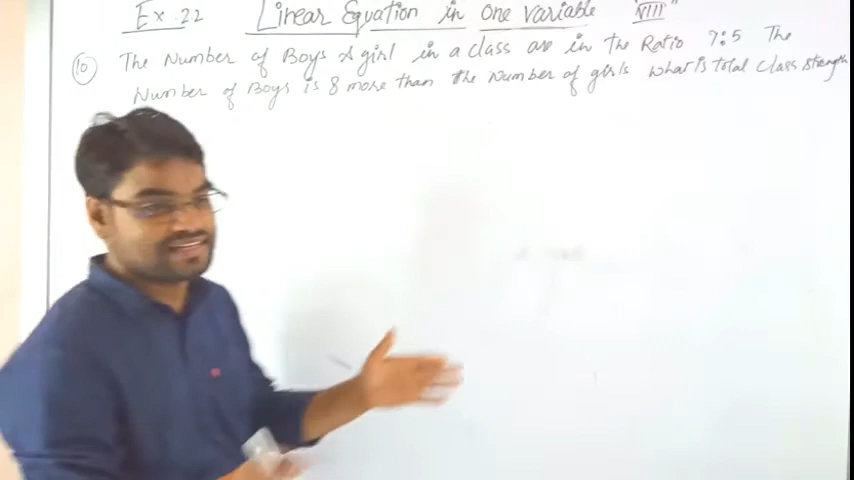 Ex. 22 Linear Equation in one variable VIII"
(10) The Number of Boys & girl in a class are in the Ratio 7:5 The
Number of Boys is 8 more than the Number of girls what is total class strength